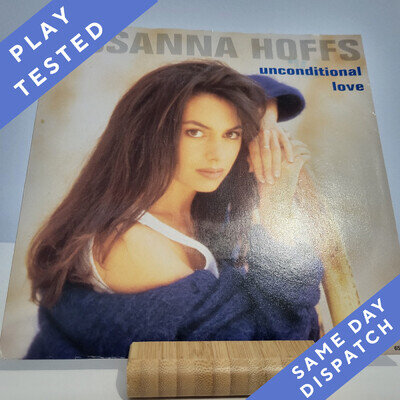 PLAY
TESTED
SANNA HOFFS
unconditional
love
SAME DAY
DISPATCH